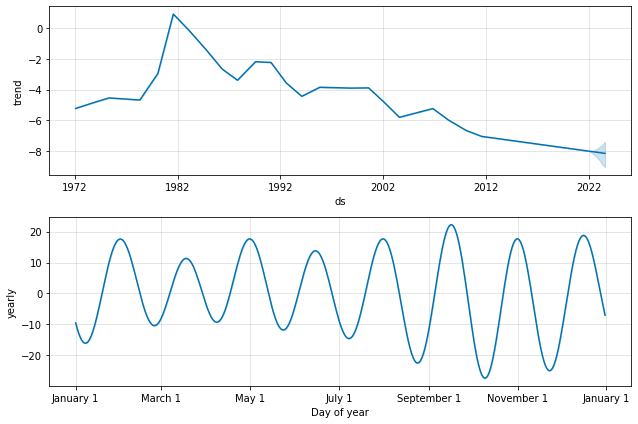 0
−2
−4
−6
−8
trend
1972 1982 1992 2002 2012 2022
ds
20
10
0
−10
−20
yearly
January 1 March 1 May 1 July 1 September 1 November 1 January 1
Day of year